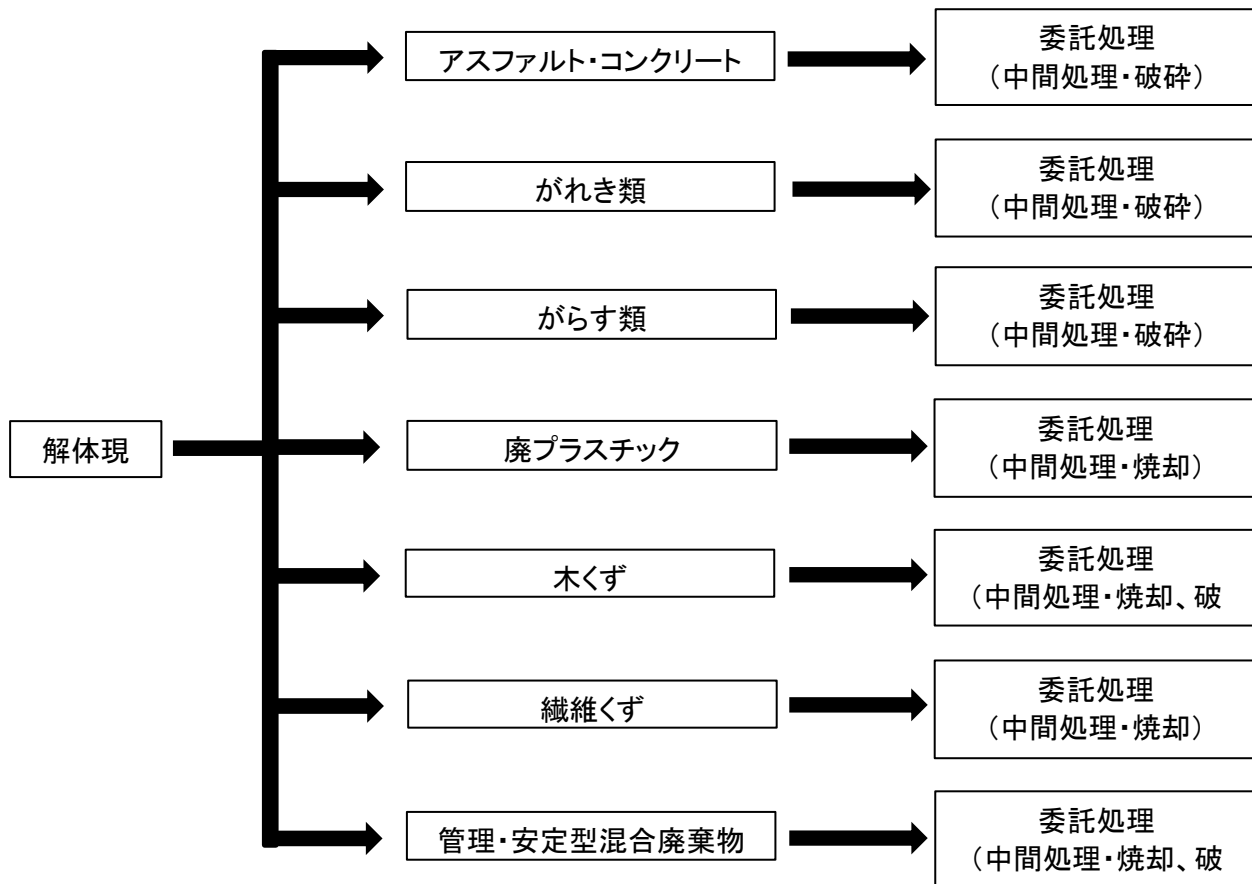 アスファルト・コンクリート
委託処理
(中間処理・破砕)
がれき類
委託処理
(中間処理・破砕)
がらす類
委託処理
(中間処理・破砕)
解体現
廃プラスチック
委託処理
(中間処理・焼却)
木くず
委託処理
(中間処理・焼却、破
繊維くず
委託処理
(中間処理・焼却)
管理・安定型混合廃棄物
委託処理
(中間処理・焼却、破